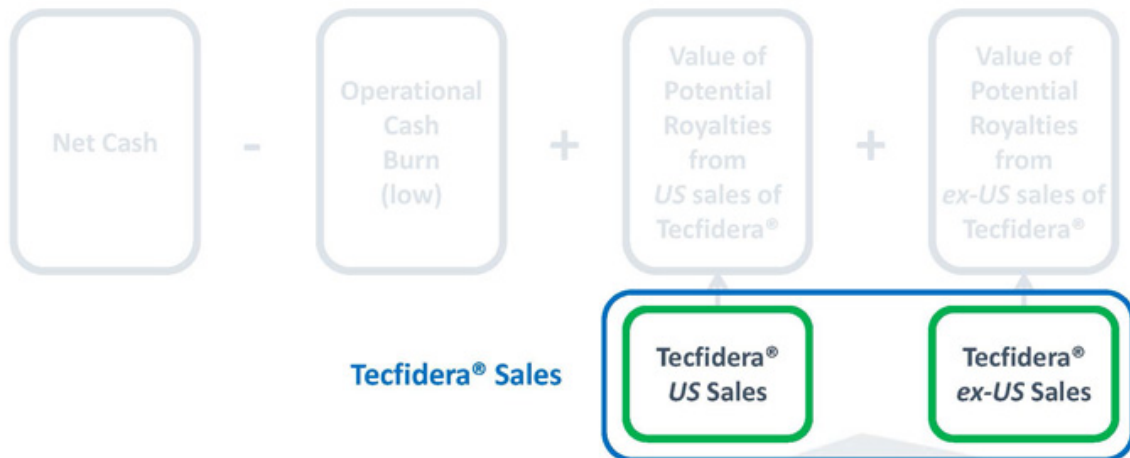 Net Cash
-
Operational
Cash
Burn
(low)
+
Value of
Potential
Royalties
from
US sales of
Tecfidera®
+
Value of
Potential
Royalties
from
ex-US sales of
Tecfidera®
Tecfidera® Sales
Tecfidera®
US Sales
Tecfidera®
ex-US Sales